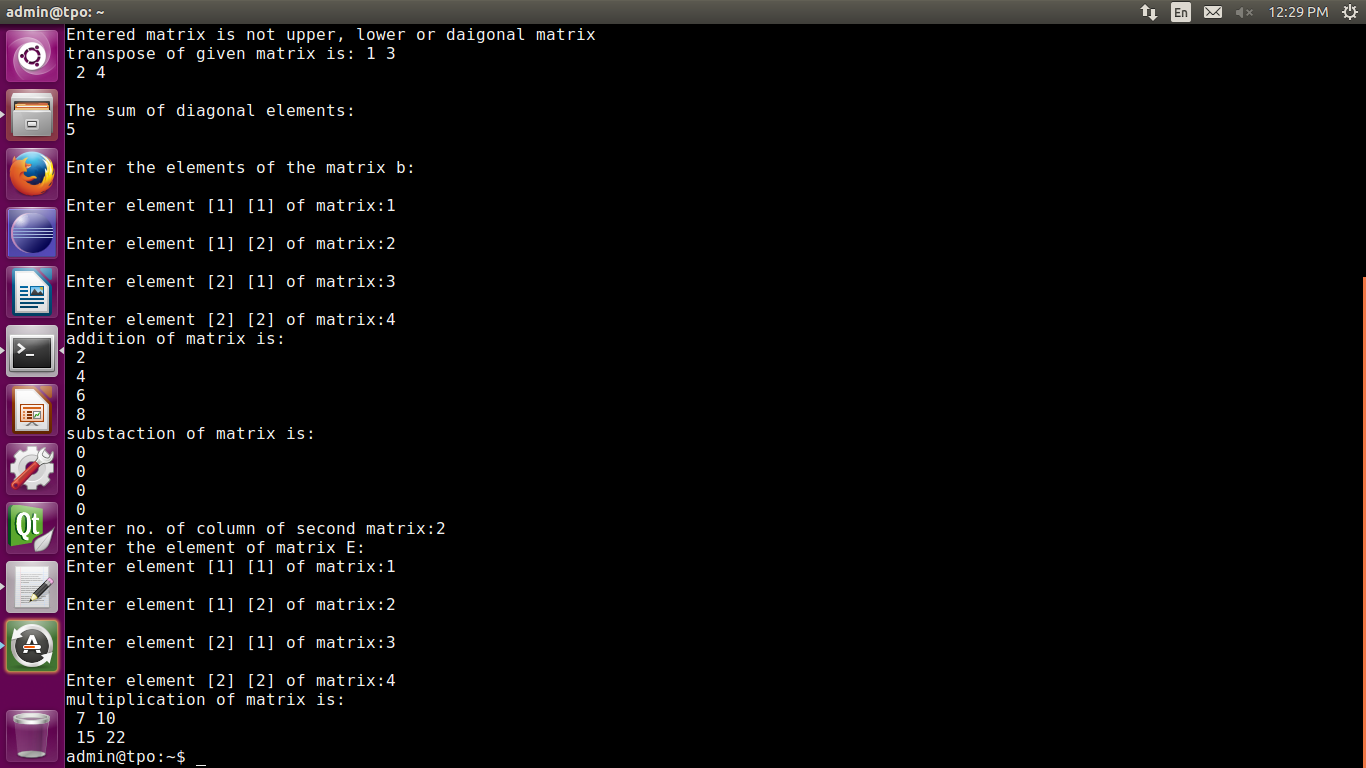 admin@tpo: ~
En
12:29 PM
Entered matrix is not upper, lower or daigonal matrix
transpose of given matrix is: 1 3
2 4
The sum of diagonal elements:
5
Enter the elements of the matrix b:
Enter element [1] [1] of matrix:1
Enter element [1] [2] of matrix:2
Enter element [2] [1] of matrix:3
Enter element [2] [2] of matrix:4
addition of matrix is:
2
4
6
8
substaction of matrix is:
0
0
0
0
enter no. of column of second matrix:2
enter the element of matrix E:
Enter element [1] [1] of matrix:1
Enter element [1] [2] of matrix:2
Enter element [2] [1] of matrix:3
Enter element [2] [2] of matrix:4
multiplication of matrix is:
7 10
15 22
admin@tpo:~$ _
Qt
A